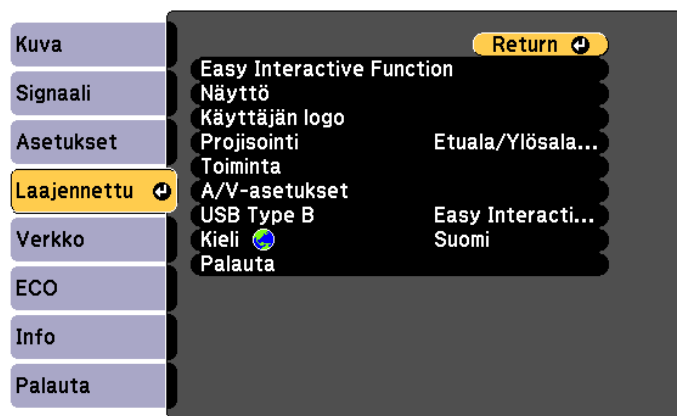 Kuva
Signaali
Asetukset
Laajennettu
Verkko
ECO
Info
Palauta
Return
Easy Interactive Function
Näyttö
Käyttäjän logo
Projisointi Etuala/Ylösala...
Toiminta
A/V-asetukset
USB Type B Easy Interacti...
Kieli Suomi
Palauta